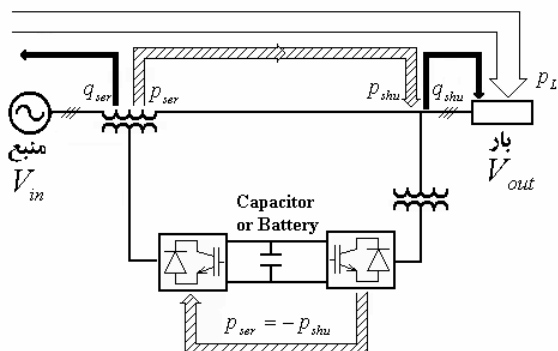 q_ser
p_ser
p_shu
q_shu
p_L
منبع
V_in
بار
V_out
Capacitor
or Battery
p_ser = -p_shu